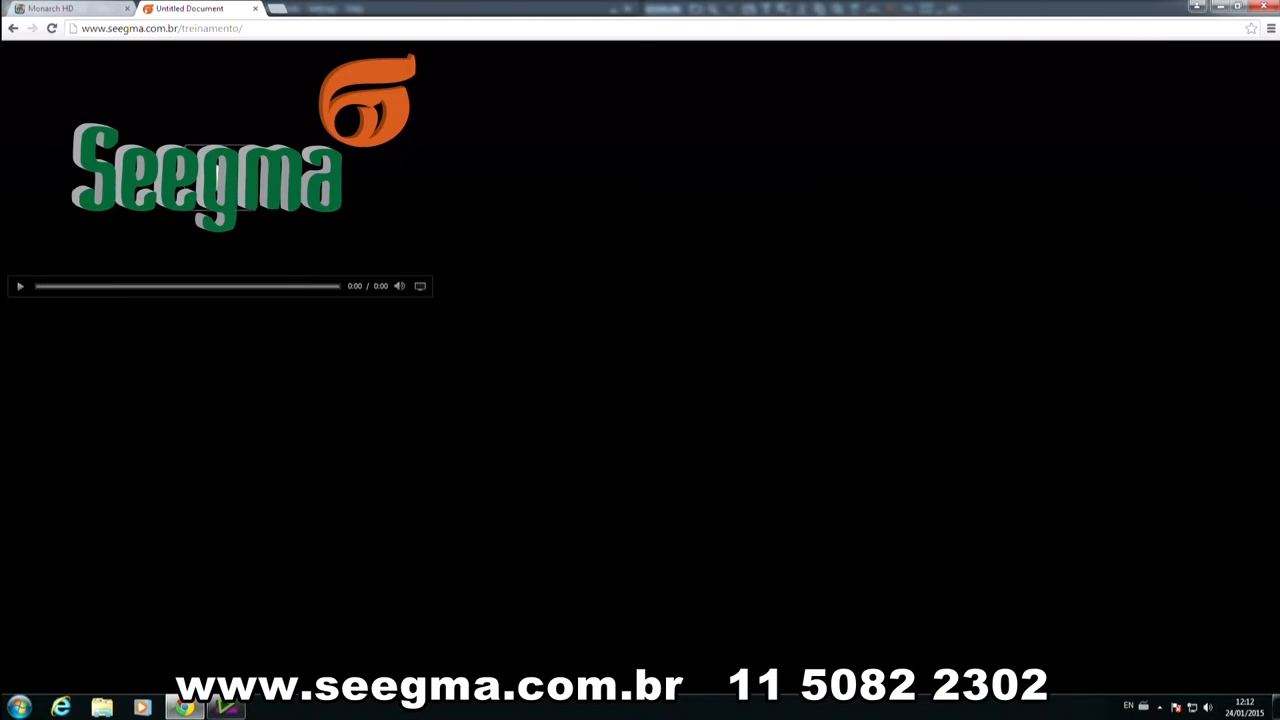 Monarch HD
Untitled Document
www.seegma.com.br/treinamento/
Seegma
0:00 / 0:00
www.seegma.com.br 11 5082 2302
EN
12:12
24/01/2015